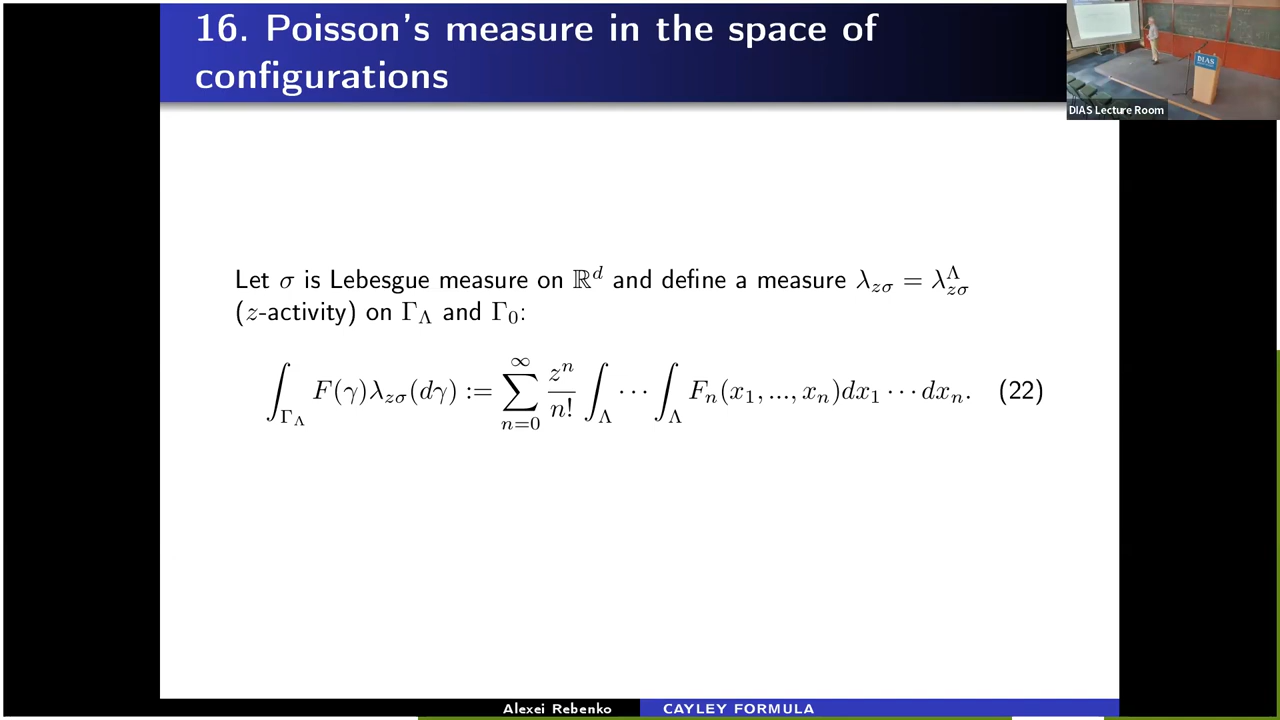 16. Poisson's measure in the space of
configurations
DIAS
DIAS Lecture Room
Let σ is Lebesgue measure on ℝ^d and define a measure λ_{zσ} = λ^Λ_{zσ}
(z-activity) on Γ_Λ and Γ_0:
∫_{Γ_Λ} F(γ)λ_{zσ}(dγ) := ∑_{n=0}^{∞} z^n/n! ∫_Λ ··· ∫_Λ F_n(x_1, ..., x_n)dx_1 ··· dx_n. (22)
Alexei Rebenko
CAYLEY FORMULA